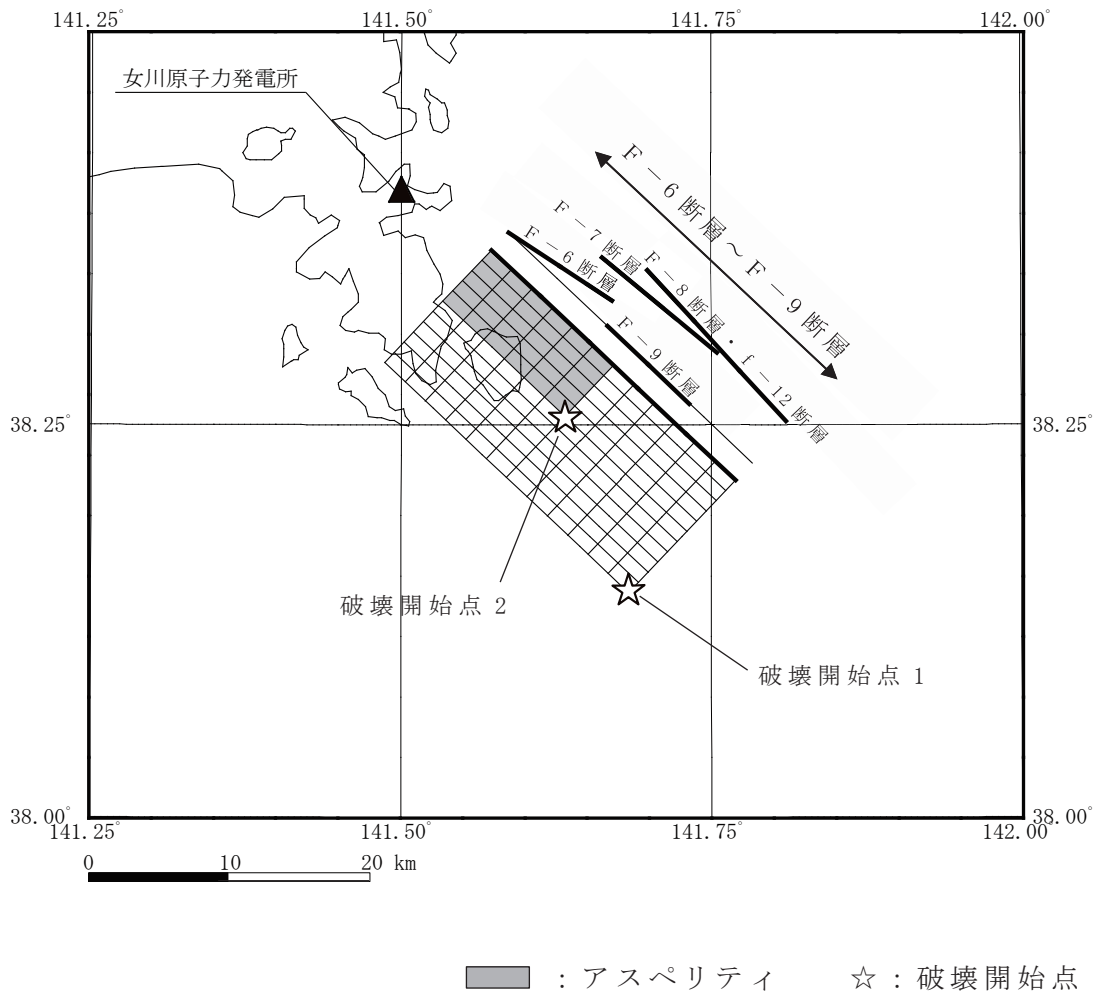 141.25°
141.50°
141.75°
142.00°
女川原子力発電所
F－6断層～F－9断層
F－7断層
F－6断層
F－8断層・f－12断層
F－9断層
38.25°
38.25°
破壊開始点2
破壊開始点1
38.00°
38.00°
141.25°
141.50°
141.75°
142.00°
0 10 20 km
：アスペリティ ☆：破壊開始点